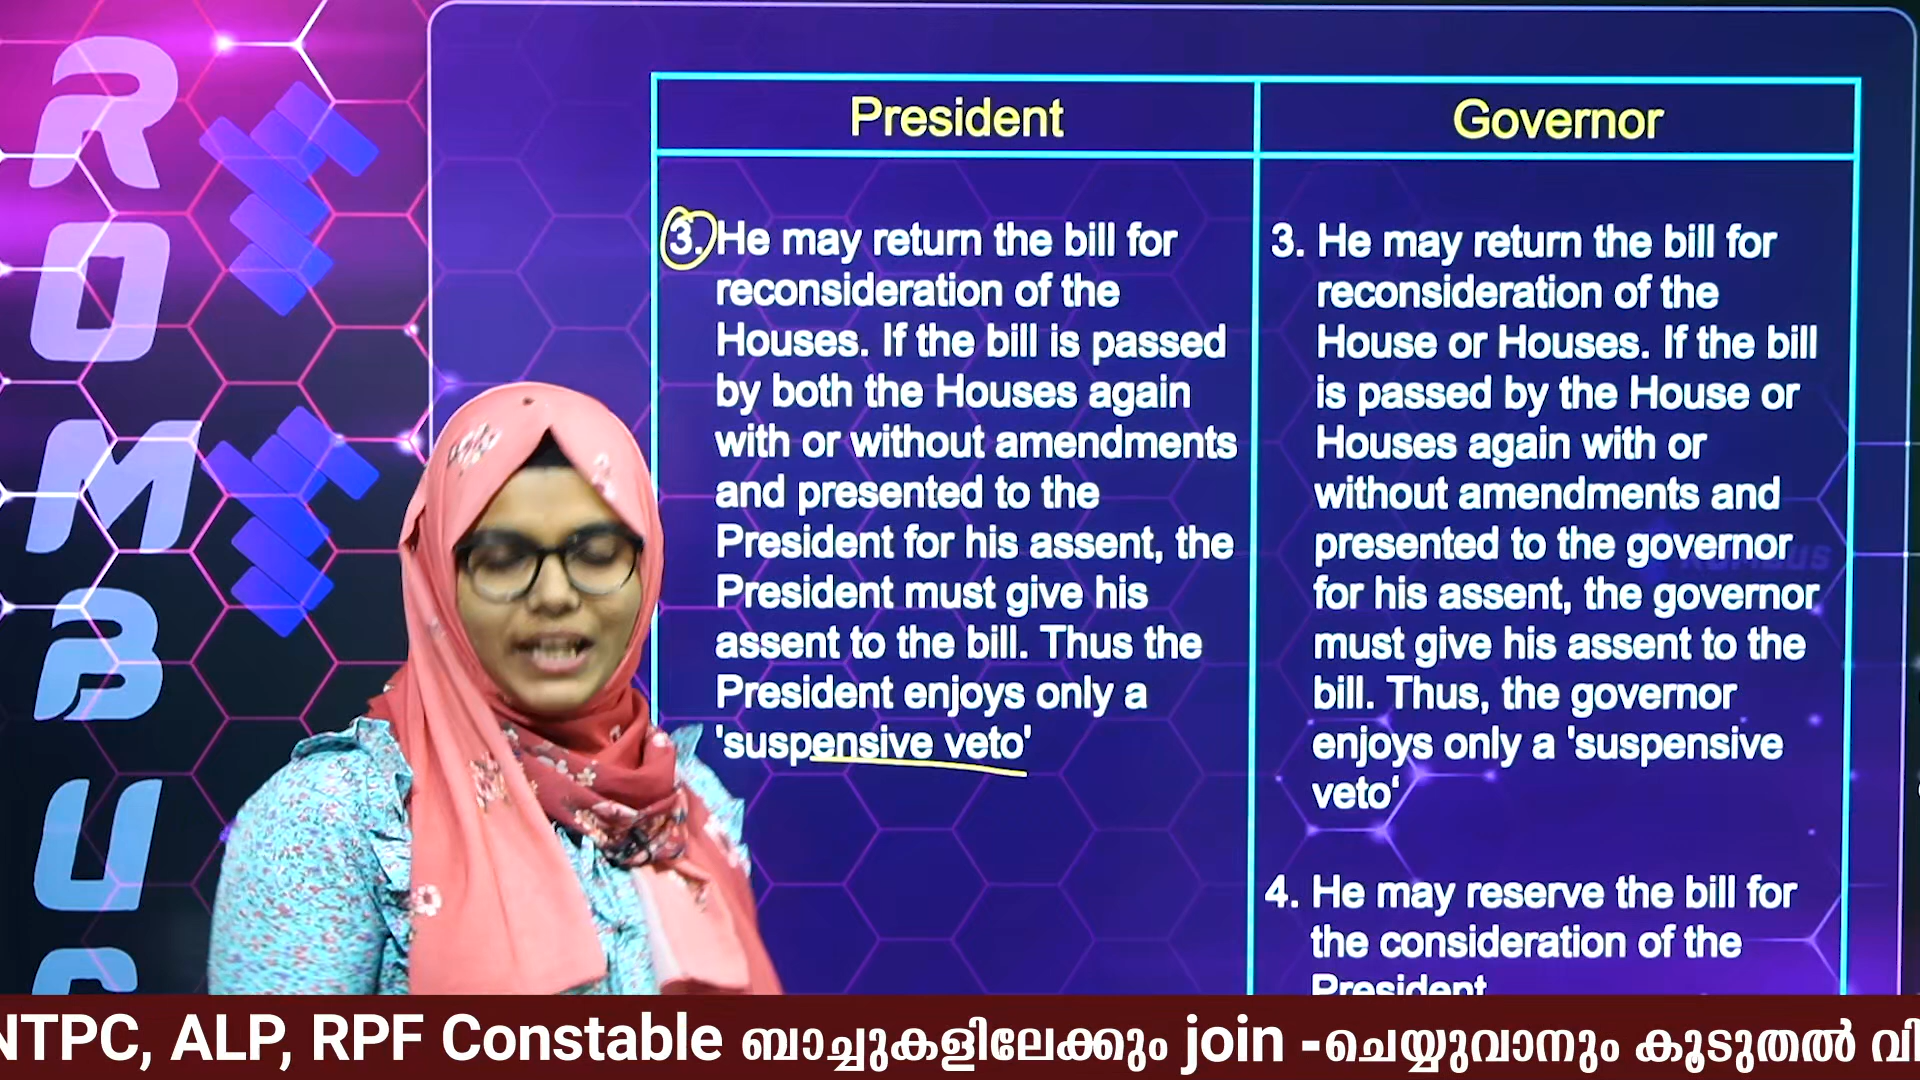 ROMBUS
President
Governor
3. He may return the bill for
reconsideration of the
Houses. If the bill is passed
by both the Houses again
with or without amendments
and presented to the
President for his assent, the
President must give his
assent to the bill. Thus the
President enjoys only a
'suspensive veto'
3. He may return the bill for
reconsideration of the
House or Houses. If the bill
is passed by the House or
Houses again with or
without amendments and
presented to the governor
for his assent, the governor
must give his assent to the
bill. Thus, the governor
enjoys only a 'suspensive
veto'
4. He may reserve the bill for
the consideration of the
President
NTPC, ALP, RPF Constable ബാച്ചുകളിലേക്കും join -ചെയ്യുവാനും കൂടുതൽ വി